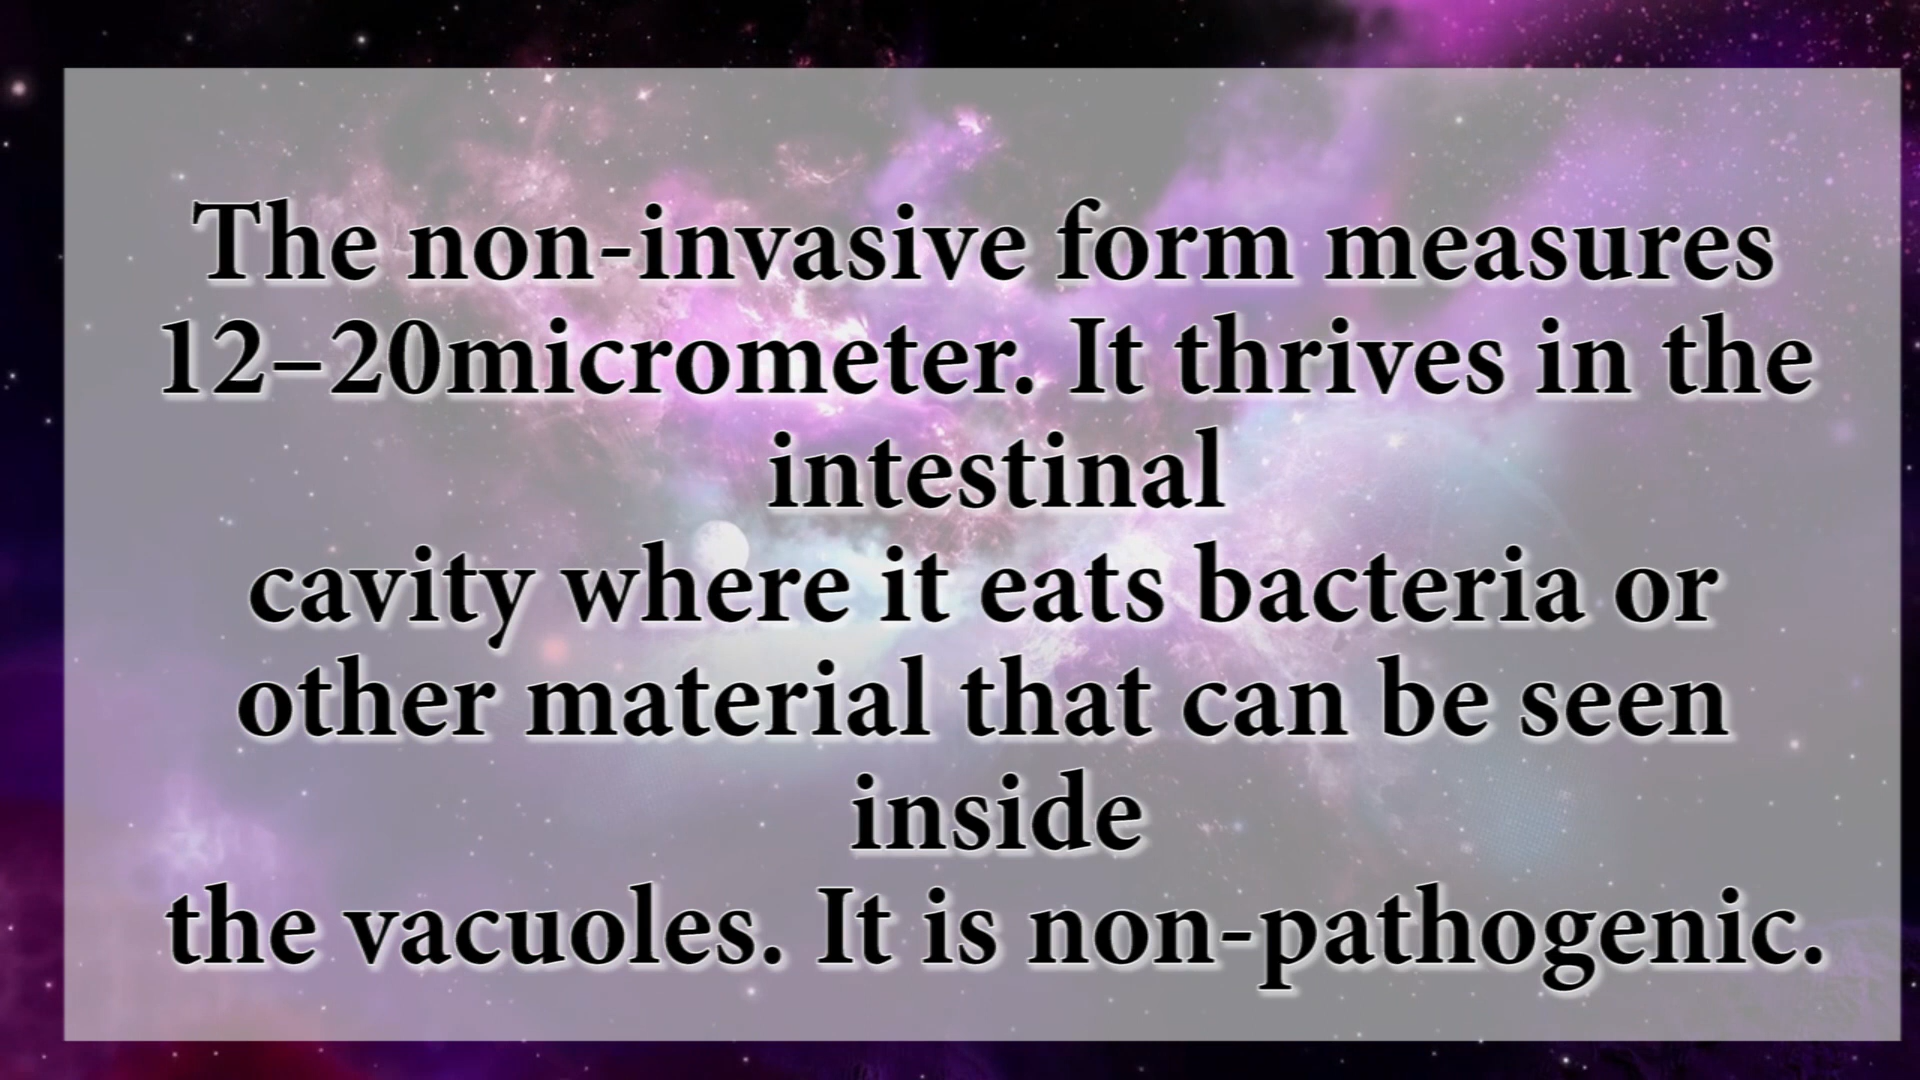 The non-invasive form measures
12–20micrometer. It thrives in the
intestinal
cavity where it eats bacteria or
other material that can be seen
inside
the vacuoles. It is non-pathogenic.